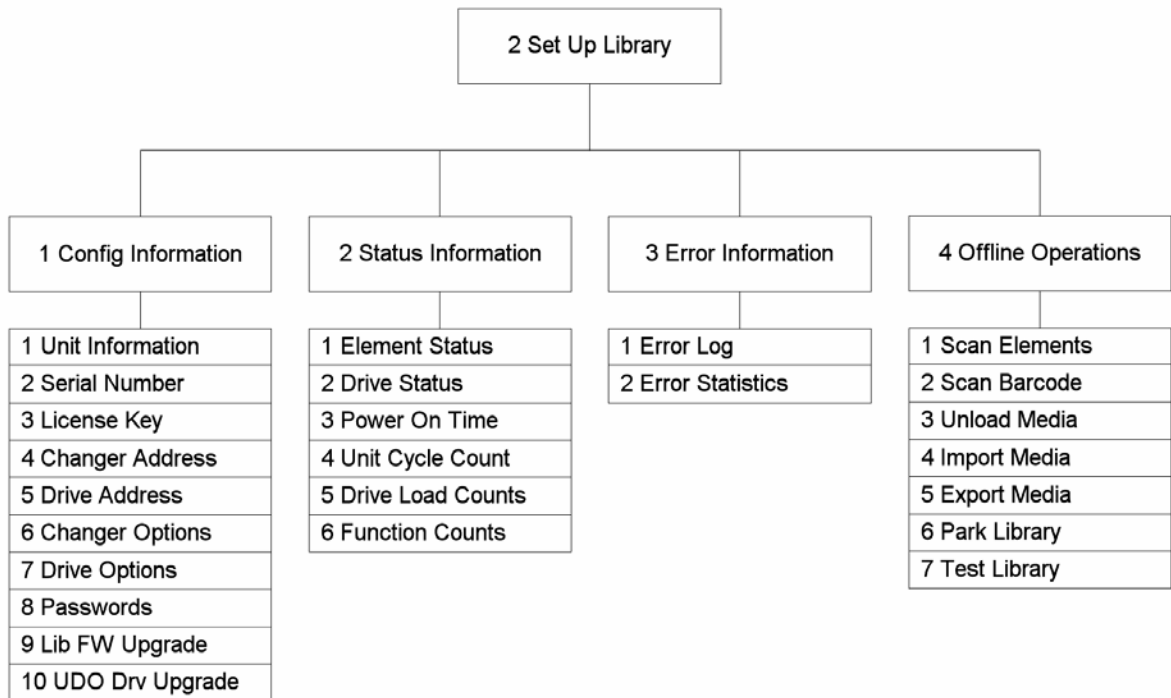 2 Set Up Library
1 Config Information
1 Unit Information
2 Serial Number
3 License Key
4 Changer Address
5 Drive Address
6 Changer Options
7 Drive Options
8 Passwords
9 Lib FW Upgrade
10 UDO Drv Upgrade
2 Status Information
1 Element Status
2 Drive Status
3 Power On Time
4 Unit Cycle Count
5 Drive Load Counts
6 Function Counts
3 Error Information
1 Error Log
2 Error Statistics
4 Offline Operations
1 Scan Elements
2 Scan Barcode
3 Unload Media
4 Import Media
5 Export Media
6 Park Library
7 Test Library